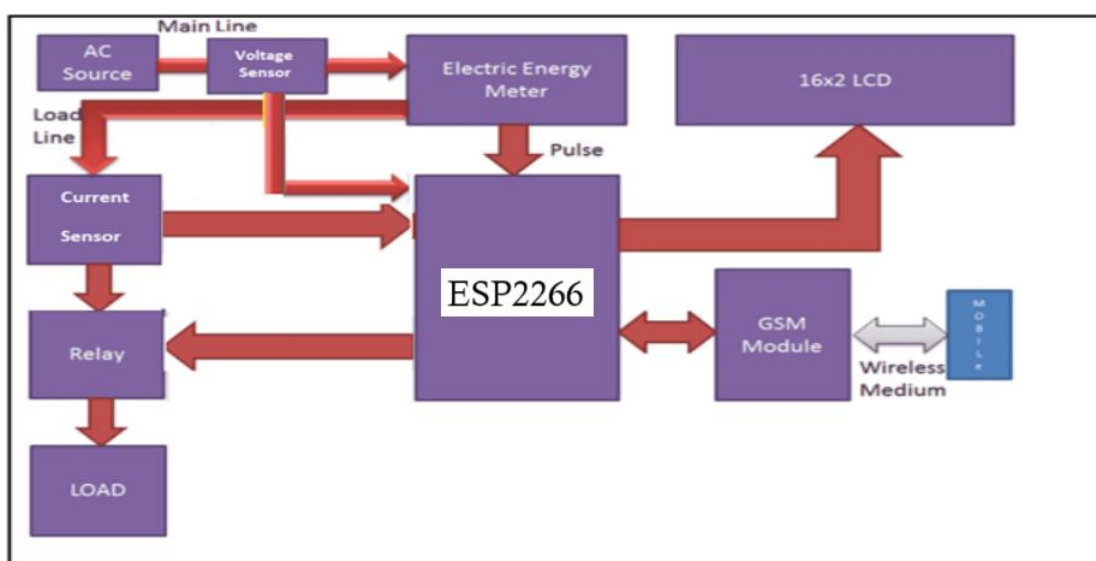 Main Line
AC
Source
Voltage
Sensor
Electric Energy
Meter
16x2 LCD
Load
Line
Pulse
Current
Sensor
ESP2266
Relay
GSM
Module
MOBILe
Wireless
Medium
LOAD